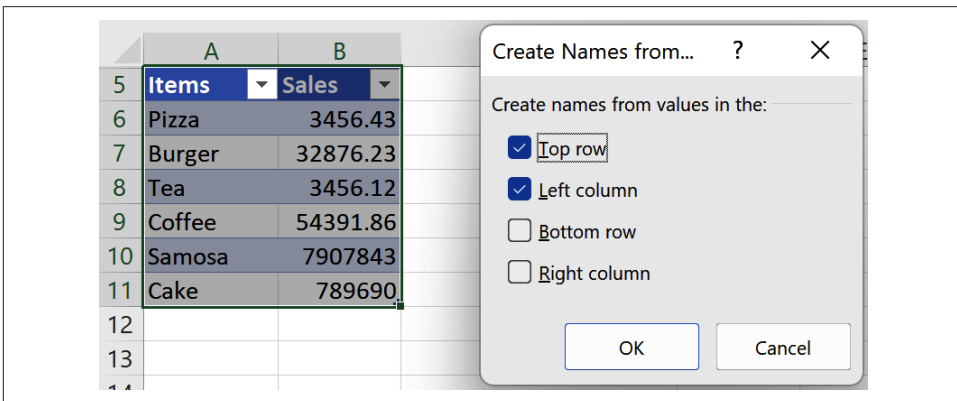 A B
5 Items Sales
6 Pizza 3456.43
7 Burger 32876.23
8 Tea 3456.12
9 Coffee 54391.86
10 Samosa 7907843
11 Cake 789690
12
13
Create Names from... ?
Create names from values in the:
Top row
Left column
Bottom row
Right column
OK Cancel